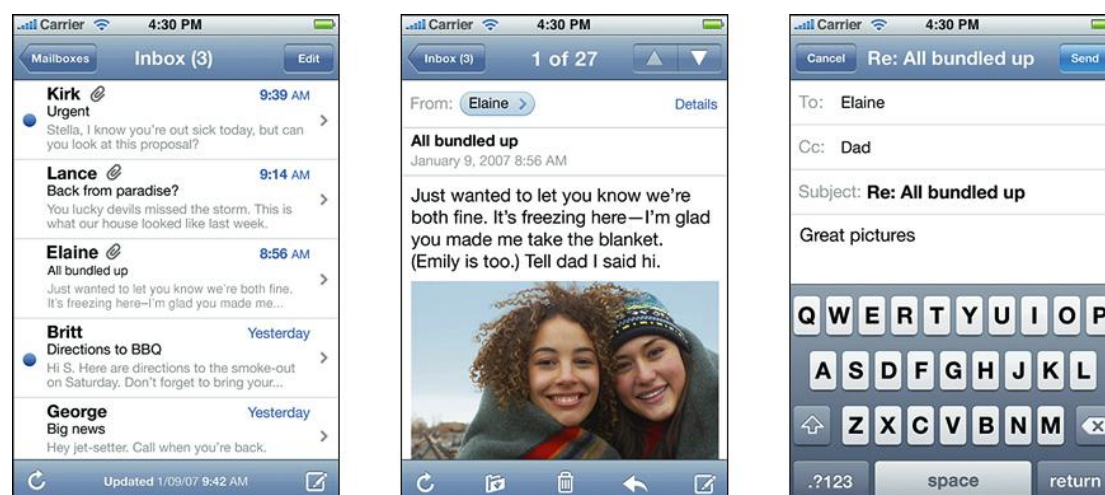 Carrier 4:30 PM
Mailboxes Inbox (3) Edit
Kirk 9:39 AM
Urgent
Stella, I know you're out sick today, but can
you look at this proposal?
Lance 9:14 AM
Back from paradise?
You lucky devils missed the storm. This is
what our house looked like last week.
Elaine 8:56 AM
All bundled up
Just wanted to let you know we're both fine.
It's freezing here—I'm glad you made me...
Britt Yesterday
Directions to BBQ
Hi S. Here are directions to the smoke-out
on Saturday. Don't forget to bring your...
George Yesterday
Big news
Hey jet-setter. Call when you're back.
Updated 1/09/07 9:42 AM
Carrier 4:30 PM
Inbox (3) 1 of 27
From: Elaine Details
All bundled up
January 9, 2007 8:56 AM
Just wanted to let you know we're
both fine. It's freezing here—I'm glad
you made me take the blanket.
(Emily is too.) Tell dad I said hi.
Carrier 4:30 PM
Cancel Re: All bundled up Send
To: Elaine
Cc: Dad
Subject: Re: All bundled up
Great pictures
Q W E R T Y U I O P
A S D F G H J K L
Z X C V B N M
.?123 space return